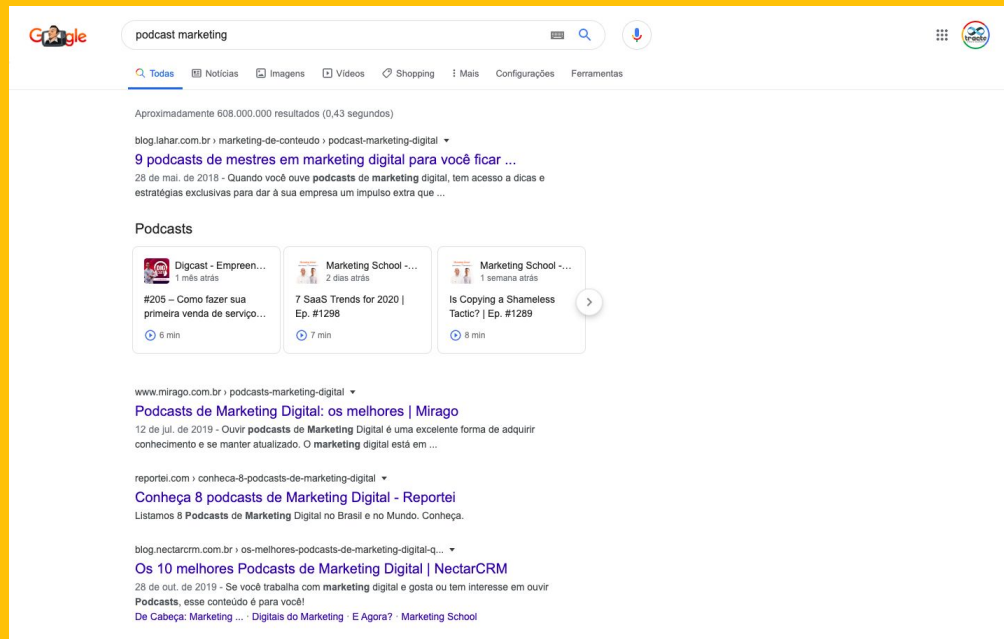 Google
podcast marketing
Todas Notícias Imagens Vídeos Shopping Mais Configurações Ferramentas
Aproximadamente 608.000.000 resultados (0,43 segundos)
blog.lahar.com.br › marketing-de-conteudo › podcast-marketing-digital
9 podcasts de mestres em marketing digital para você ficar ...
28 de mai. de 2018 - Quando você ouve podcasts de marketing digital, tem acesso a dicas e
estratégias exclusivas para dar à sua empresa um impulso extra que ...
Podcasts
Digcast - Empreen...
1 mês atrás
#205 – Como fazer sua
primeira venda de serviço...
6 min
Marketing School -...
2 dias atrás
7 SaaS Trends for 2020 |
Ep. #1298
7 min
Marketing School -...
1 semana atrás
Is Copying a Shameless
Tactic? | Ep. #1289
8 min
www.mirago.com.br › podcasts-marketing-digital
Podcasts de Marketing Digital: os melhores | Mirago
12 de jul. de 2019 - Ouvir podcasts de Marketing Digital é uma excelente forma de adquirir
conhecimento e se manter atualizado. O marketing digital está em ...
reportei.com › conheca-8-podcasts-de-marketing-digital
Conheça 8 podcasts de Marketing Digital - Reportei
Listamos 8 Podcasts de Marketing Digital no Brasil e no Mundo. Conheça.
blog.nectarcrm.com.br › os-melhores-podcasts-de-marketing-digital-q...
Os 10 melhores Podcasts de Marketing Digital | NectarCRM
28 de out. de 2019 - Se você trabalha com marketing digital e gosta ou tem interesse em ouvir
Podcasts, esse conteúdo é para você!
De Cabeça: Marketing ... · Digitais do Marketing · E Agora? · Marketing School